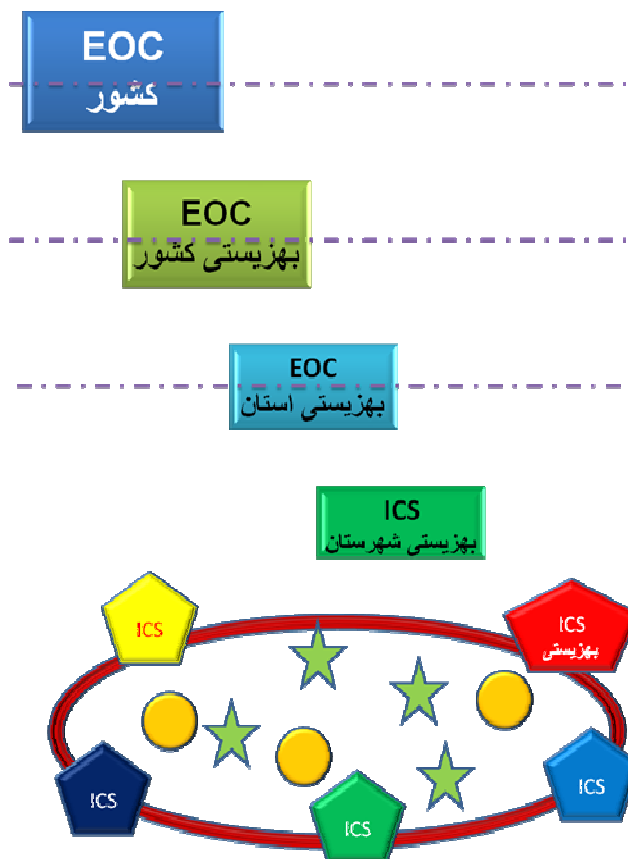 EOC
کشور
EOC
بهزیستی کشور
EOC
بهزیستی استان
ICS
بهزیستی شهرستان
ICS
ICS
بهزیستی
ICS
ICS
ICS